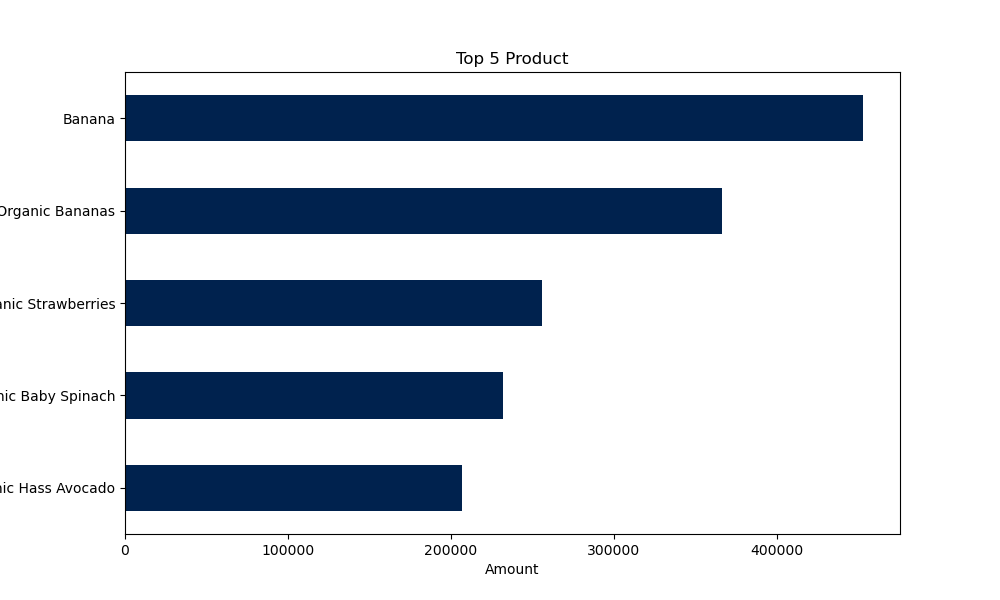 Top 5 Product
Banana
Organic Bananas
anic Strawberries
nic Baby Spinach
nic Hass Avocado
0 100000 200000 300000 400000
Amount